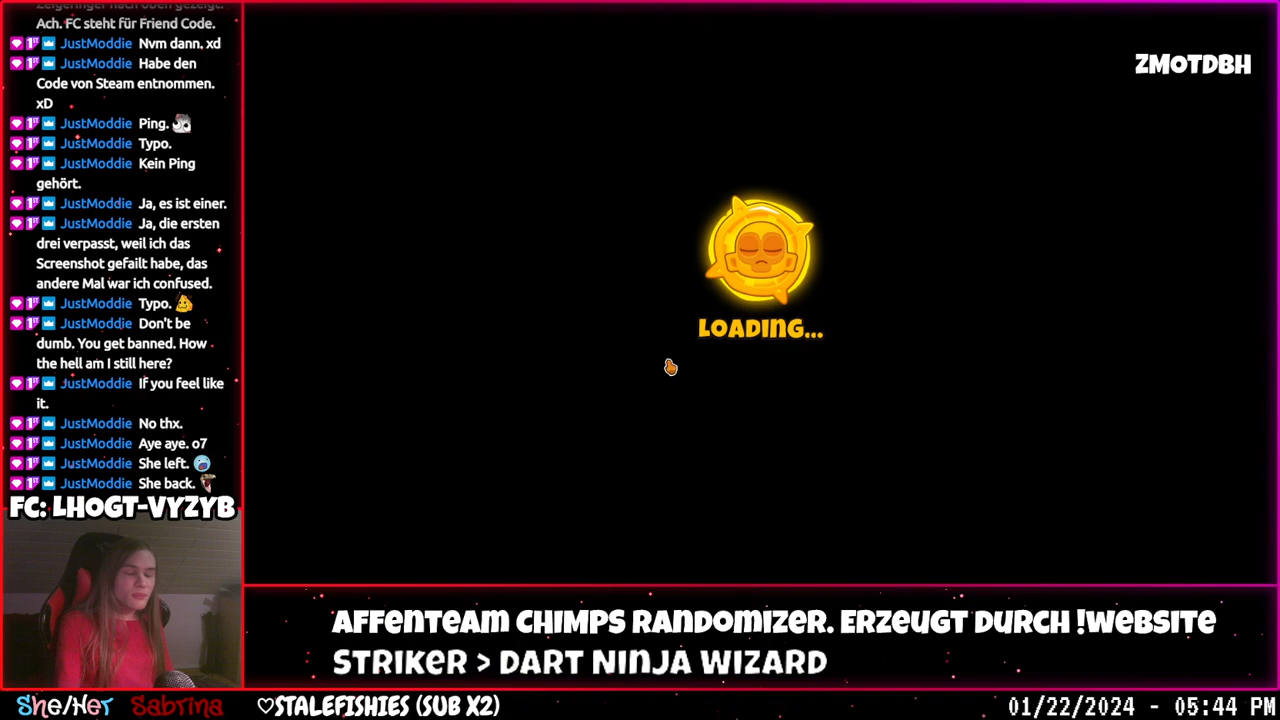 Zeigefinger nach oben gezeigt.
Ach. FC steht für Friend Code.
JustModdie Nvm dann. xd
JustModdie Habe den
Code von Steam entnommen.
xD
JustModdie Ping.
JustModdie Typo.
JustModdie Kein Ping
gehört.
JustModdie Ja, es ist einer.
JustModdie Ja, die ersten
drei verpasst, weil ich das
Screenshot gefailt habe, das
andere Mal war ich confused.
JustModdie Typo.
JustModdie Don't be
dumb. You get banned. How
the hell am I still here?
JustModdie If you feel like
it.
JustModdie No thx.
JustModdie Aye aye. o7
JustModdie She left.
JustModdie She back.
FC: LHOGT-VYZYB
ZMOTDBH
LOADING...
AFFENTEAM CHIMPS RANDOMIZER. ERZEUGT DURCH !WEBSITE
STRIKER > DART NINJA WIZARD
She/Her Sabrina
♡STALEFISHIES (SUB X2)
01/22/2024 - 05:44 PM